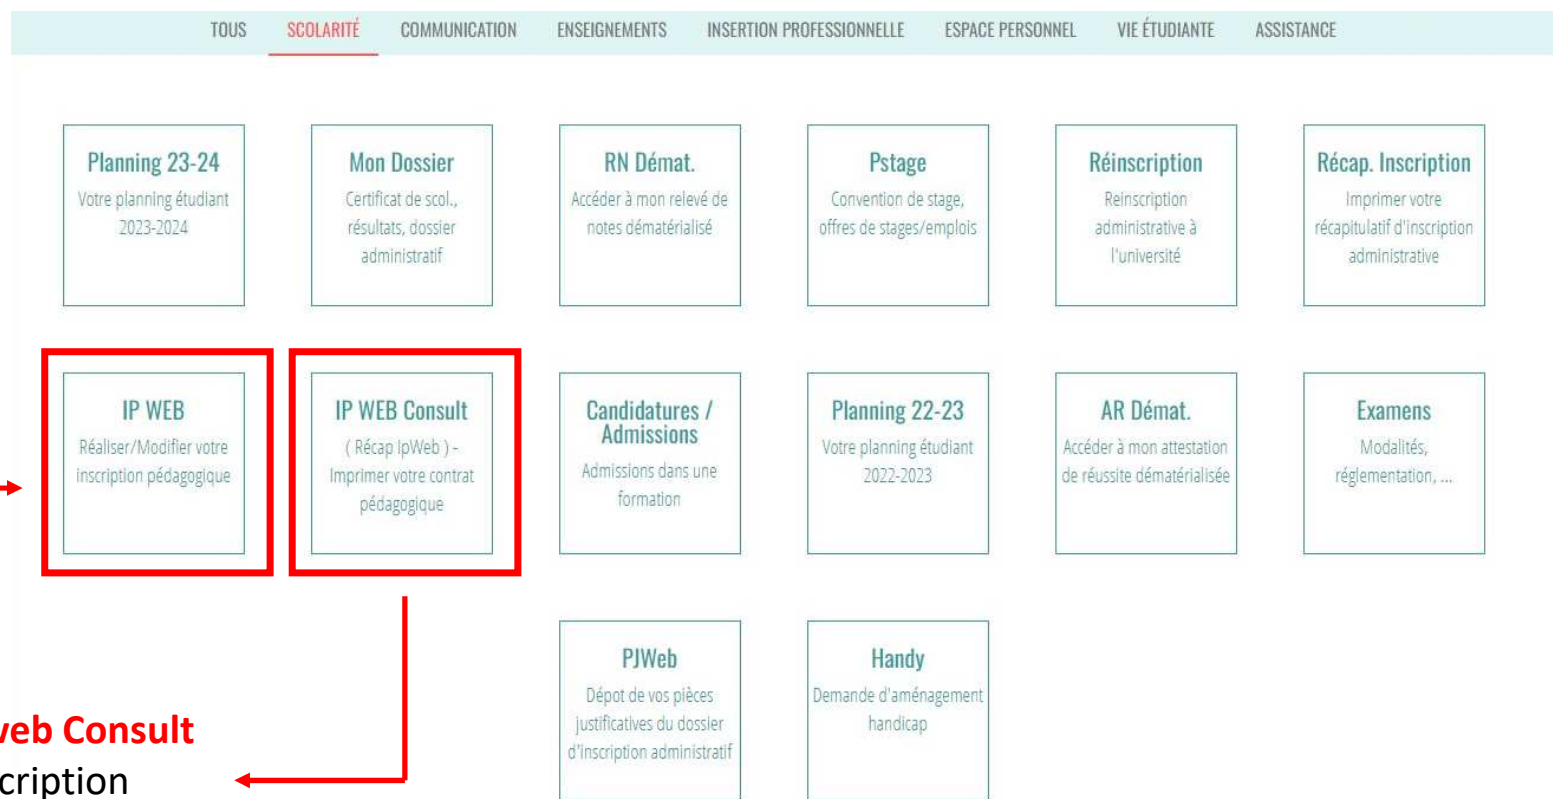 TOUS SCOLARITÉ COMMUNICATION ENSEIGNEMENTS INSERTION PROFESSIONNELLE ESPACE PERSONNEL VIE ÉTUDIANTE ASSISTANCE
Planning 23-24
Votre planning étudiant
2023-2024
Mon Dossier
Certificat de scol.,
résultats, dossier
administratif
RN Démat.
Accéder à mon relevé de
notes dématérialisé
Pstage
Convention de stage,
offres de stages/emplois
Réinscription
Reinscription
administrative à
l'université
Récap. Inscription
Imprimer votre
récapitulatif d'inscription
administrative
IP WEB
Réaliser/Modifier votre
inscription pédagogique
IP WEB Consult
( Récap IpWeb ) -
Imprimer votre contrat
pédagogique
Candidatures /
Admissions
Admissions dans une
formation
Planning 22-23
Votre planning étudiant
2022-2023
AR Démat.
Accéder à mon attestation
de réussite dématérialisée
Examens
Modalités,
réglementation, ...
PJWeb
Dépot de vos pièces
justificatives du dossier
d'inscription administratif
Handy
Demande d'aménagement
handicap
web Consult
cription